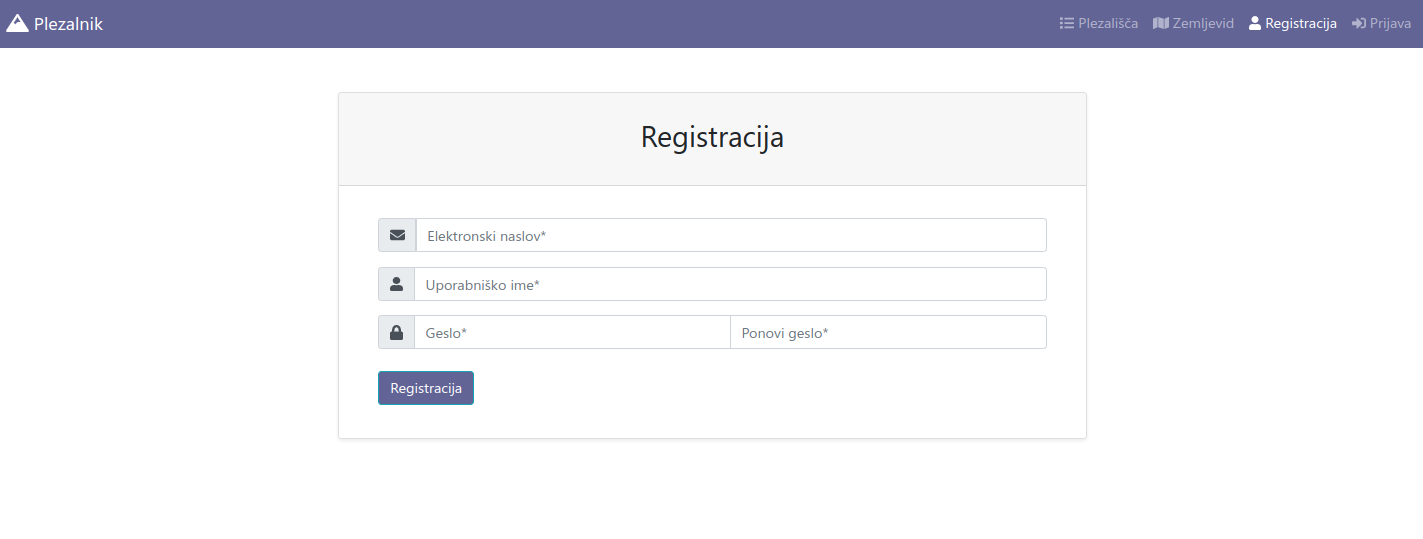 Plezalnik
Plezališča Zemljevid Registracija Prijava
Registracija
Elektronski naslov*
Uporabniško ime*
Geslo* Ponovi geslo*
Registracija